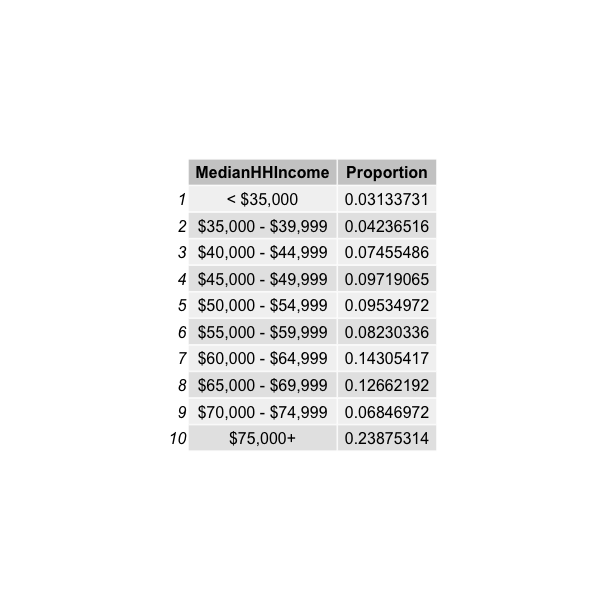 MedianHHIncome Proportion
1 < $35,000 0.03133731
2 $35,000 - $39,999 0.04236516
3 $40,000 - $44,999 0.07455486
4 $45,000 - $49,999 0.09719065
5 $50,000 - $54,999 0.09534972
6 $55,000 - $59,999 0.08230336
7 $60,000 - $64,999 0.14305417
8 $65,000 - $69,999 0.12662192
9 $70,000 - $74,999 0.06846972
10 $75,000+ 0.23875314